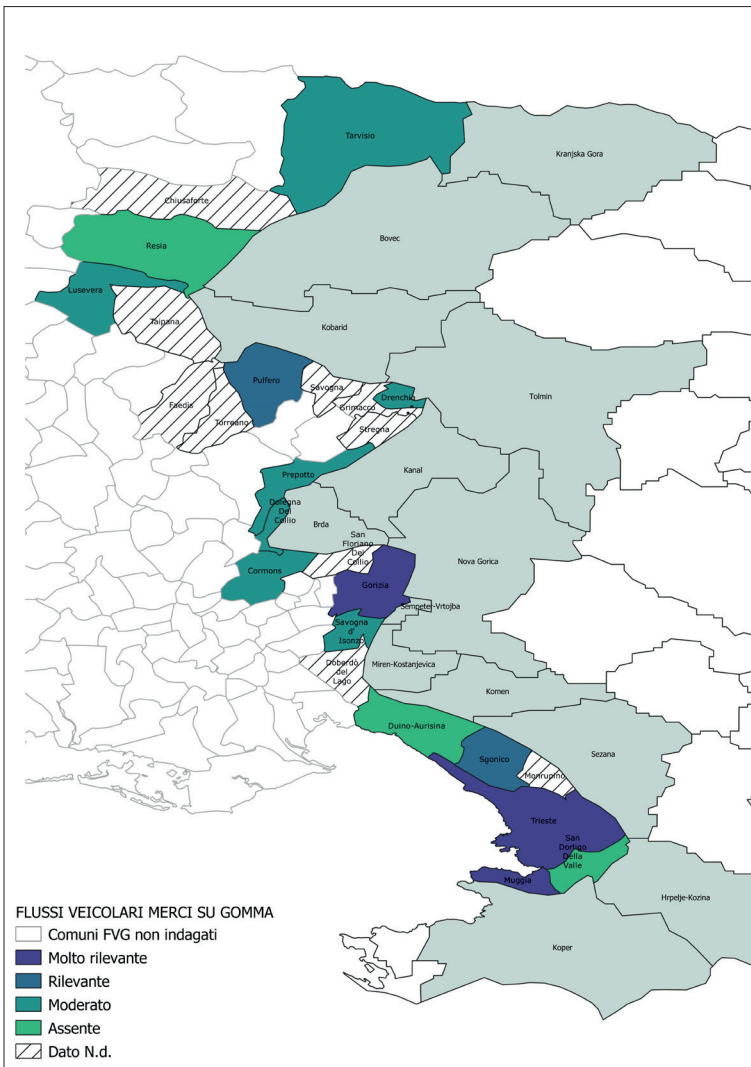 Tarvisio
Kranjska Gora
Chiusaforte
Bovec
Resia
Lusevera
Taipana
Kobarid
Pulfero
Savogna
Drenchia
Tolmin
Faedis
Grimacco
Torreano
Stregna
Prepotto
Kanal
Dolegna
Del
Collio
Brda
San
Floriano
Del
Collio
Nova Gorica
Cormons
Gorizia
Sempeter-Vrtojba
Savogna
d'
Isonzo
Doberdò
del
Lago
Miren-Kostanjevica
Komen
Duino-Aurisina
Sgonico
Sezana
Monrupino
Trieste
San
Dorligo
Della
Valle
Muggia
Hrpelje-Kozina
Koper
FLUSSI VEICOLARI MERCI SU GOMMA
Comuni FVG non indagati
Molto rilevante
Rilevante
Moderato
Assente
Dato N.d.